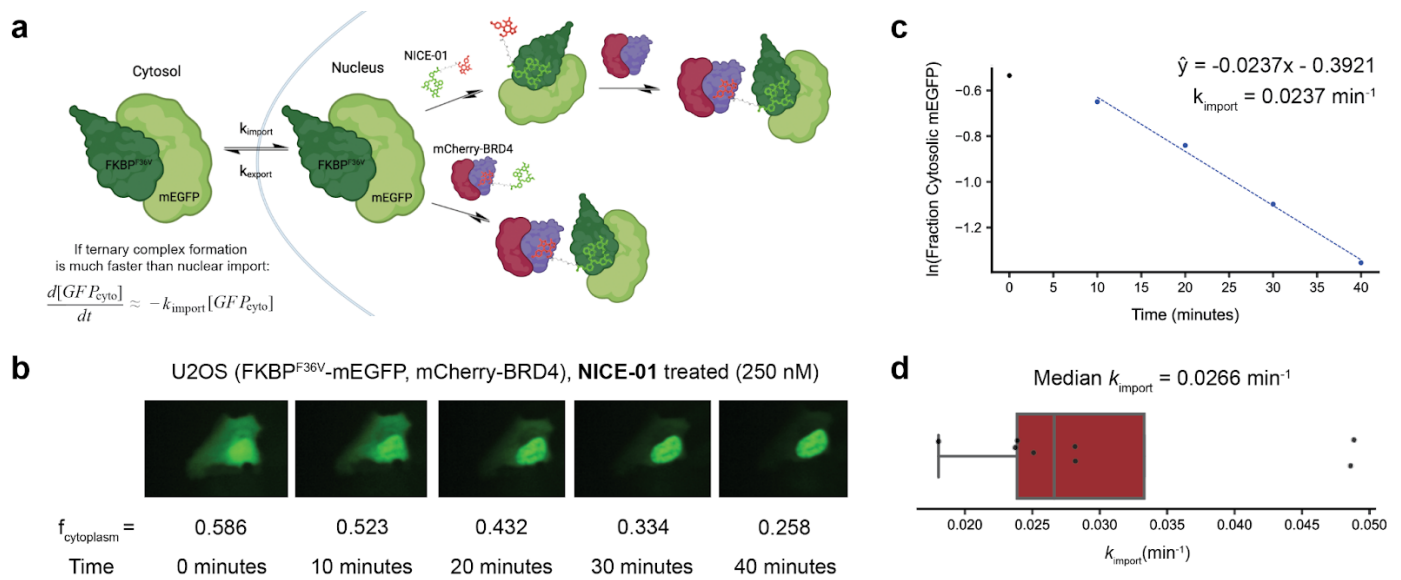 a
Cytosol
Nucleus
NICE-01
k_import
k_export
FKBP^F36V
mEGFP
FKBP^F36V
mEGFP
mCherry-BRD4
If ternary complex formation
is much faster than nuclear import:
d[GFP_cyto]/dt ≈ −k_import[GFP_cyto]
b
U2OS (FKBP^F36V-mEGFP, mCherry-BRD4), NICE-01 treated (250 nM)
f_cytoplasm = 0.586 0.523 0.432 0.334 0.258
Time 0 minutes 10 minutes 20 minutes 30 minutes 40 minutes
c
ŷ = -0.0237x - 0.3921
k_import = 0.0237 min⁻¹
ln(Fraction Cytosolic mEGFP)
−0.6
−0.8
−1.0
−1.2
0 5 10 15 20 25 30 35 40
Time (minutes)
d
Median k_import = 0.0266 min⁻¹
0.020 0.025 0.030 0.035 0.040 0.045 0.050
k_import(min⁻¹)